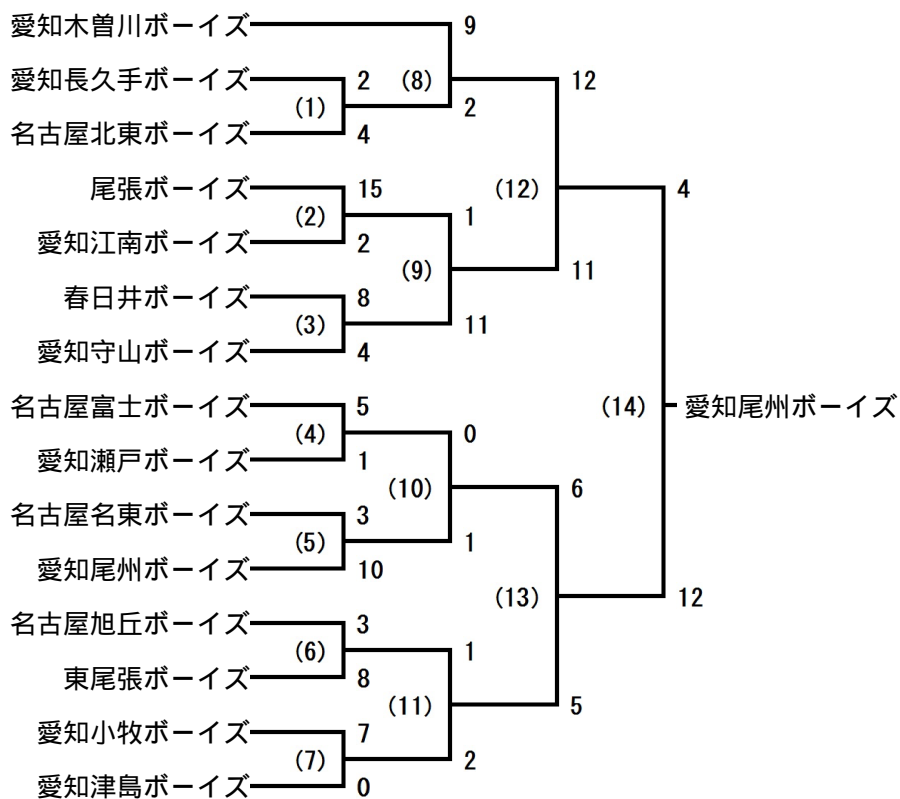 愛知木曽川ボーイズ 9
愛知長久手ボーイズ 2 (8) 12
(1) 2
名古屋北東ボーイズ 4
尾張ボーイズ 15 (12) 4
(2) 1
愛知江南ボーイズ 2
(9) 11
春日井ボーイズ 8
(3) 11
愛知守山ボーイズ 4
名古屋富士ボーイズ 5 (14) 愛知尾州ボーイズ
(4) 0
愛知瀬戸ボーイズ 1
(10) 6
名古屋名東ボーイズ 3
(5) 1
愛知尾州ボーイズ 10
(13) 12
名古屋旭丘ボーイズ 3
(6) 1
東尾張ボーイズ 8
(11) 5
愛知小牧ボーイズ 7
(7) 2
愛知津島ボーイズ 0